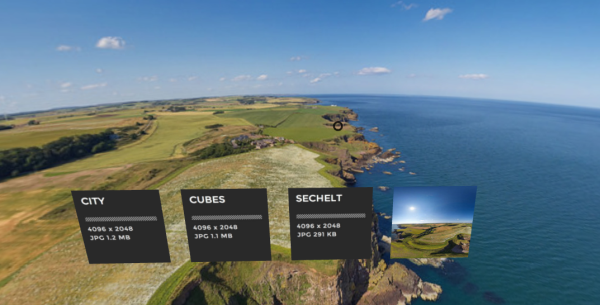 CITY
4096 x 2048
JPG 1.2 MB
CUBES
4096 x 2048
JPG 1.1 MB
SECHELT
4096 x 2048
JPG 291 KB